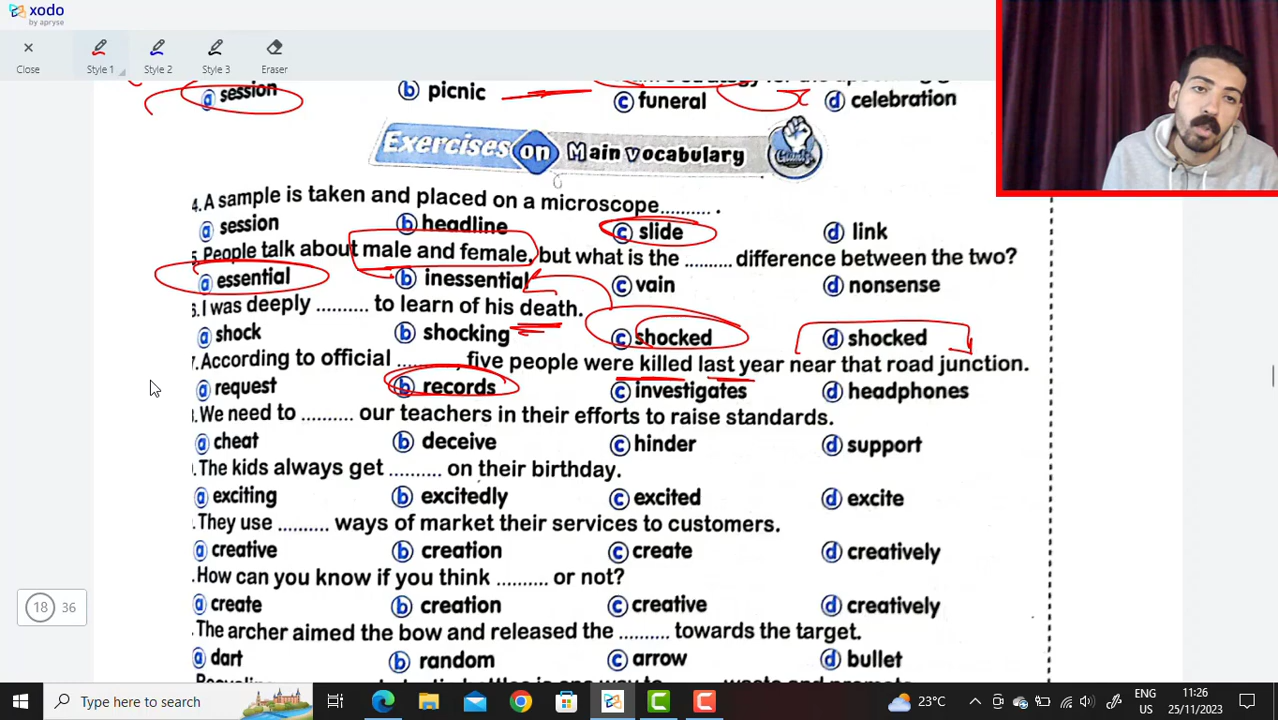 xodo
by apryse
Close
Style 1
Style 2
Style 3
Eraser
a session b picnic c funeral d celebration
Exercises on Main Vocabulary
4.A sample is taken and placed on a microscope.......... .
a session b headline c slide d link
5.People talk about male and female, but what is the ......... difference between the two?
a essential b inessential c vain d nonsense
6.I was deeply .......... to learn of his death.
a shock b shocking c shocked d shocked
7.According to official .........., five people were killed last year near that road junction.
a request b records c investigates d headphones
.We need to .......... our teachers in their efforts to raise standards.
a cheat b deceive c hinder d support
.The kids always get .......... on their birthday.
a exciting b excitedly c excited d excite
.They use ......... ways of market their services to customers.
a creative b creation c create d creatively
.How can you know if you think ......... or not?
a create b creation c creative d creatively
.The archer aimed the bow and released the ......... towards the target.
a dart b random c arrow d bullet
18 36
Type here to search
23°C
ENG
US
11:26
25/11/2023